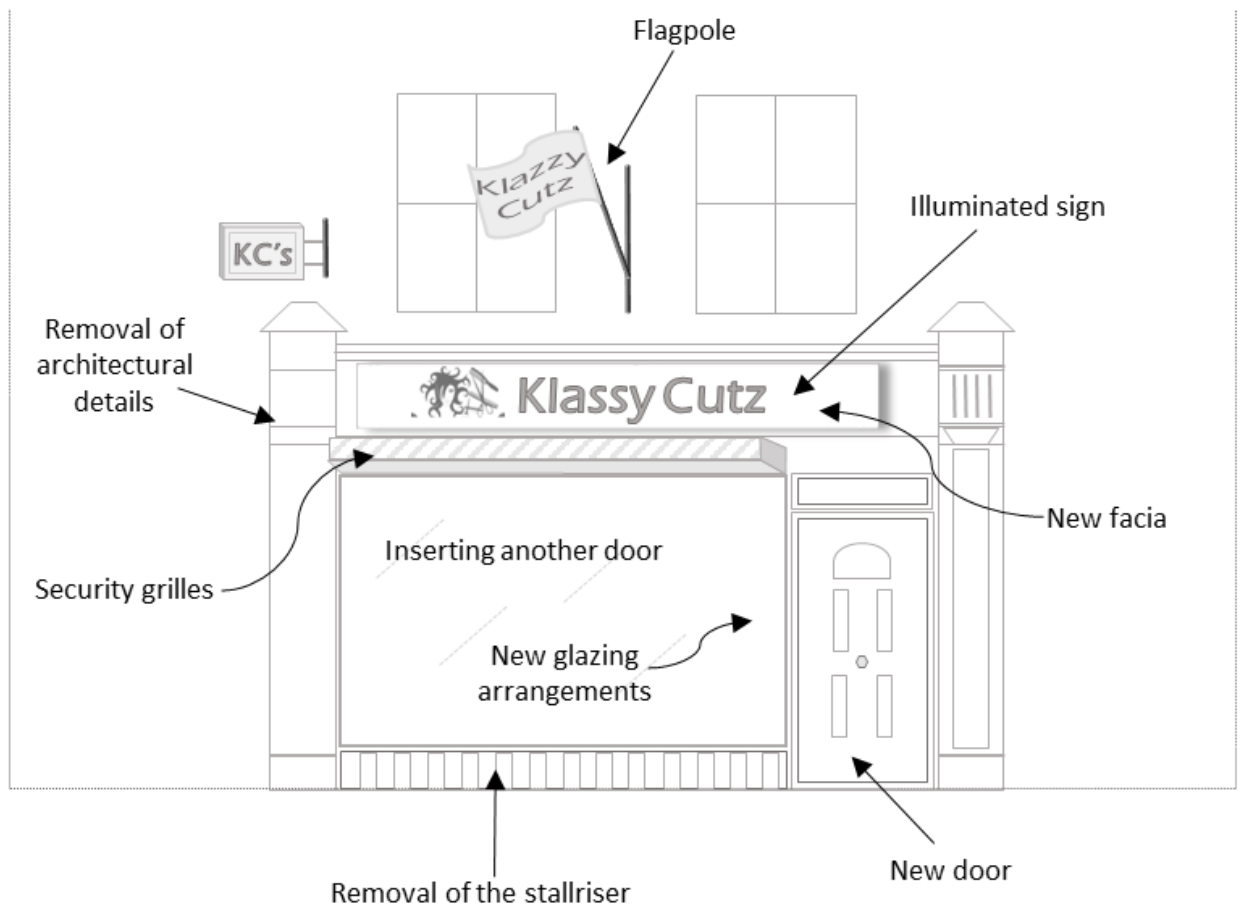 Flagpole
Klazzy
Cutz
Illuminated sign
KC's
Removal of
architectural
details
Klassy Cutz
New facia
Inserting another door
Security grilles
New glazing
arrangements
New door
Removal of the stallriser